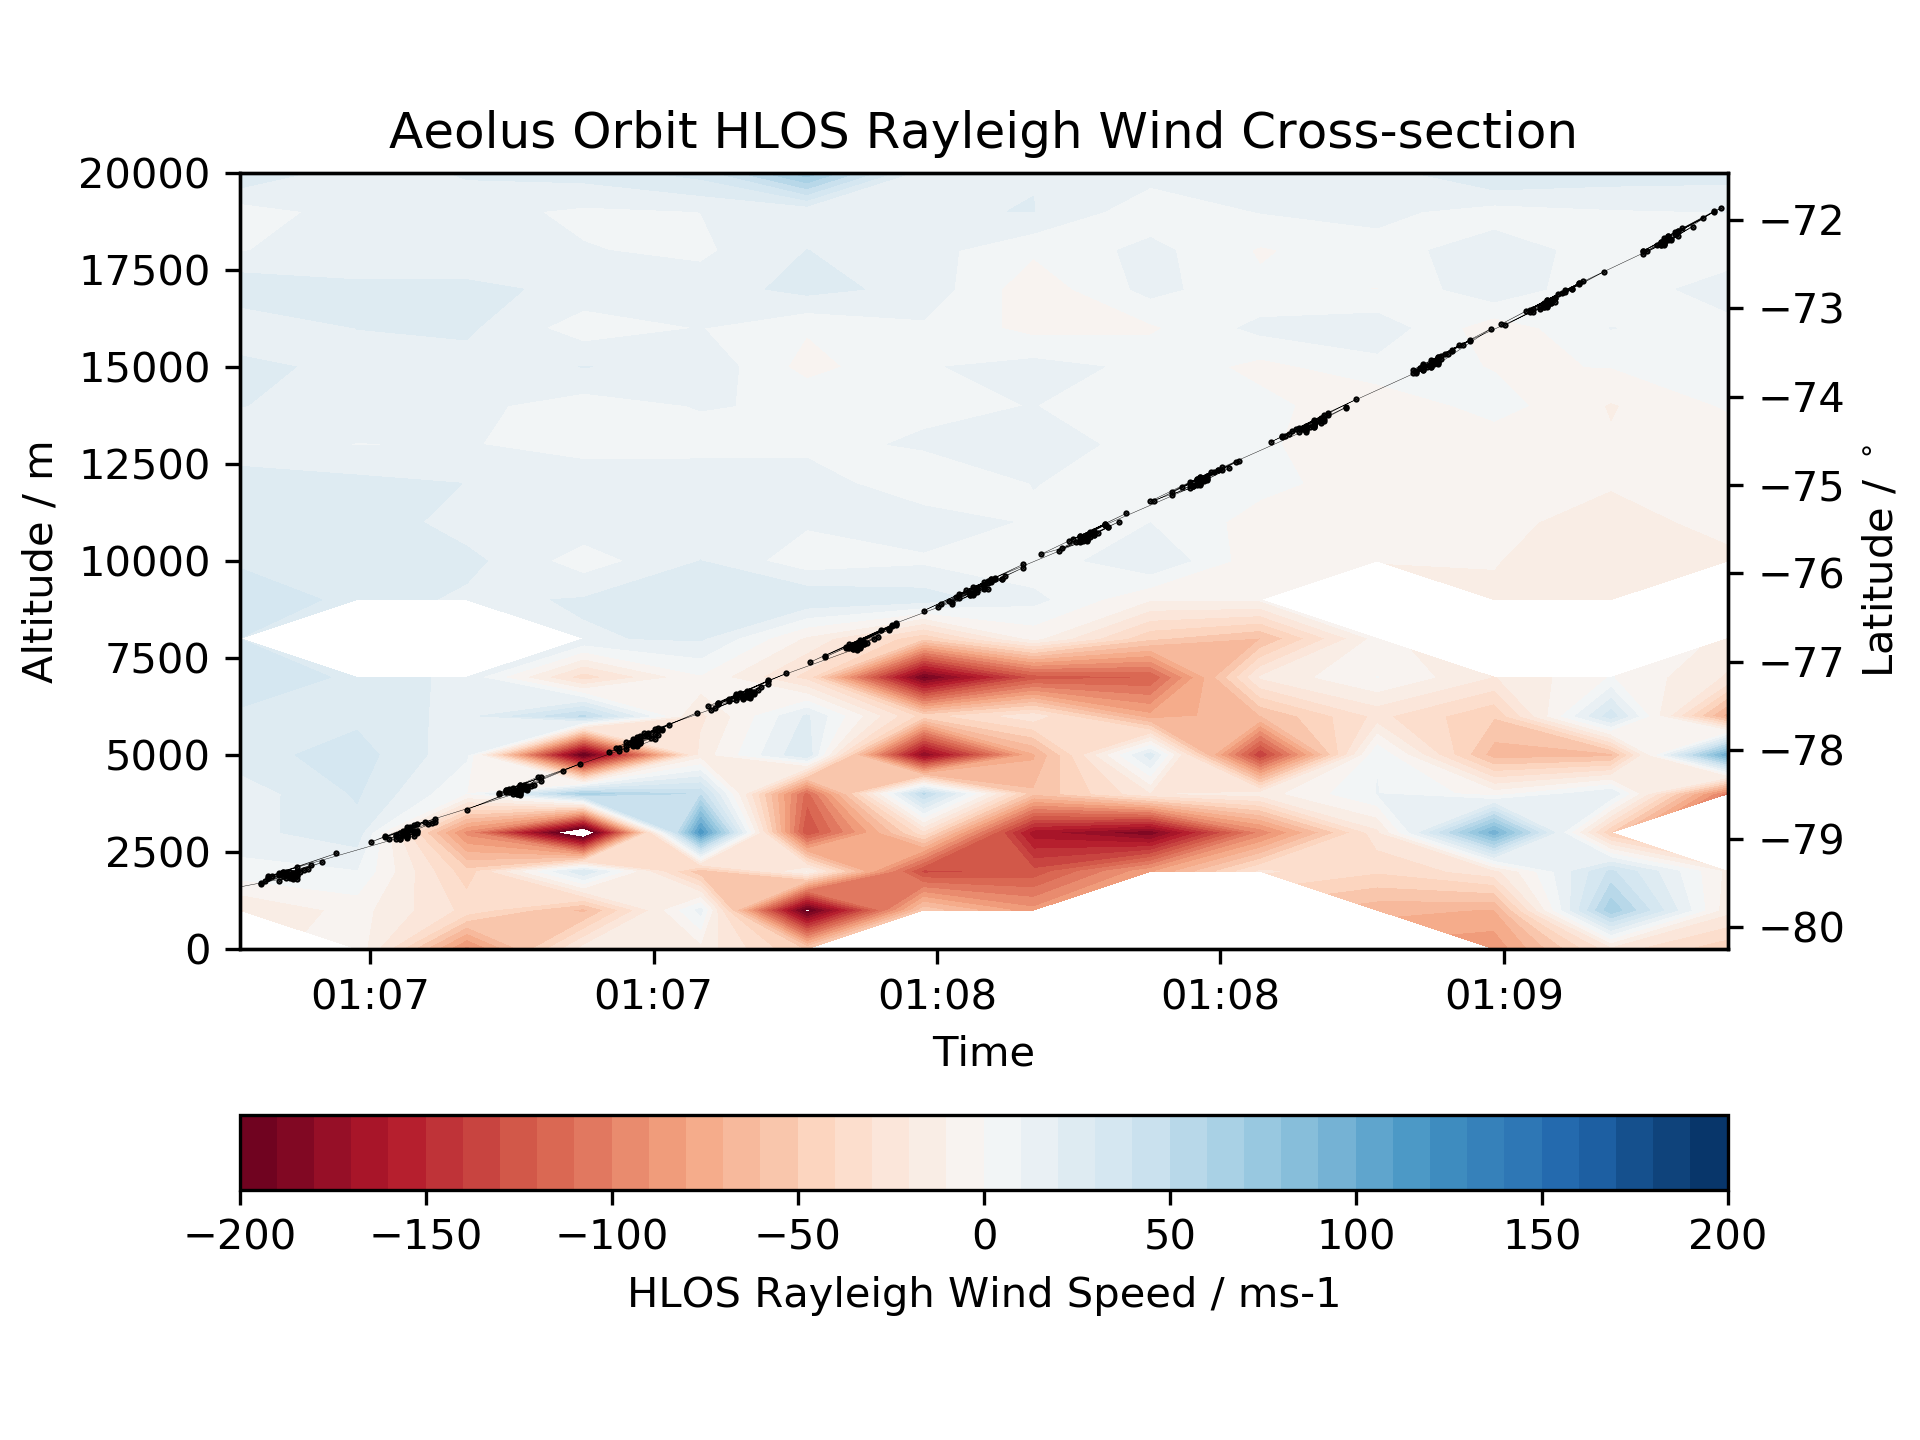 Aeolus Orbit HLOS Rayleigh Wind Cross-section
20000
17500
15000
12500
10000
7500
5000
2500
0
Altitude / m
−72
−73
−74
−75
−76
−77
−78
−79
−80
Latitude / °
01:07 01:07 01:08 01:08 01:09
Time
−200 −150 −100 −50 0 50 100 150 200
HLOS Rayleigh Wind Speed / ms-1